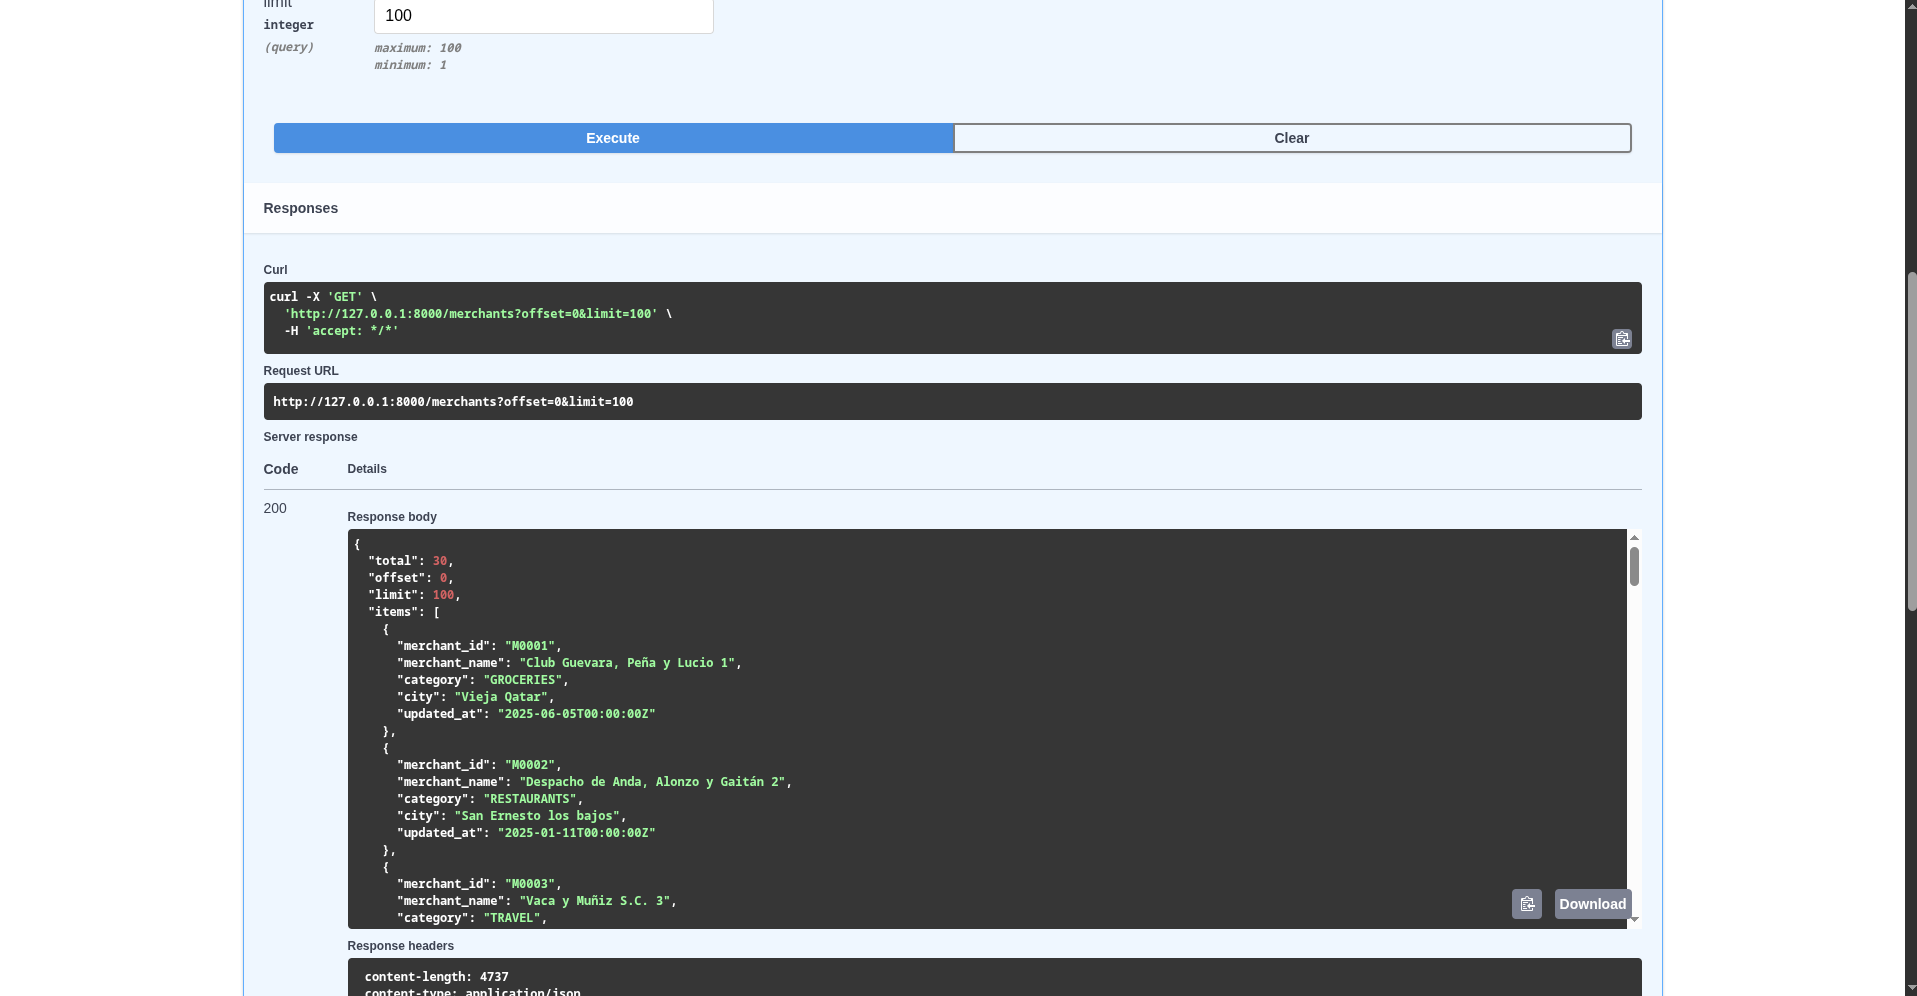 limit
100
integer
(query)
maximum: 100
minimum: 1
Execute
Clear
Responses
Curl
curl -X 'GET' \
  'http://127.0.0.1:8000/merchants?offset=0&limit=100' \
  -H 'accept: */*'
Request URL
http://127.0.0.1:8000/merchants?offset=0&limit=100
Server response
Code Details
200
Response body
{
  "total": 30,
  "offset": 0,
  "limit": 100,
  "items": [
    {
      "merchant_id": "M0001",
      "merchant_name": "Club Guevara, Peña y Lucio 1",
      "category": "GROCERIES",
      "city": "Vieja Qatar",
      "updated_at": "2025-06-05T00:00:00Z"
    },
    {
      "merchant_id": "M0002",
      "merchant_name": "Despacho de Anda, Alonzo y Gaitán 2",
      "category": "RESTAURANTS",
      "city": "San Ernesto los bajos",
      "updated_at": "2025-01-11T00:00:00Z"
    },
    {
      "merchant_id": "M0003",
      "merchant_name": "Vaca y Muñiz S.C. 3",
      "category": "TRAVEL",
Download
Response headers
content-length: 4737
content-type: application/json